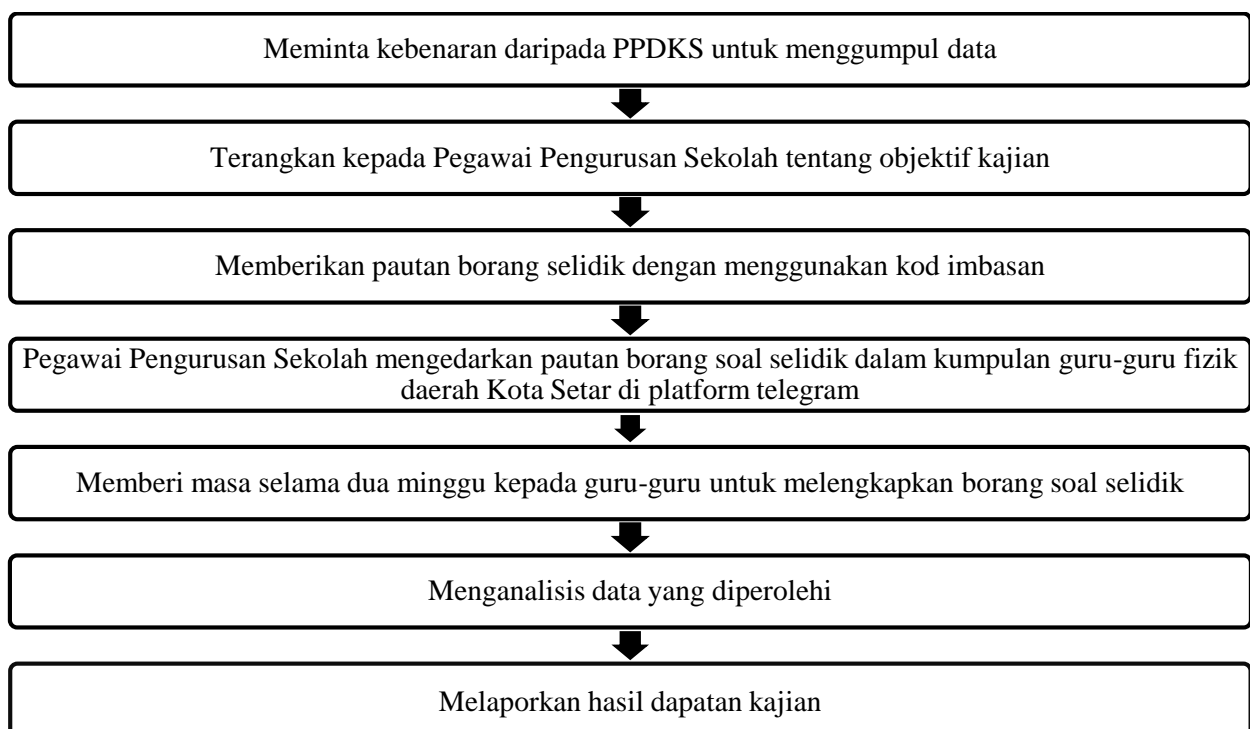 Meminta kebenaran daripada PPDKS untuk menggumpul data
Terangkan kepada Pegawai Pengurusan Sekolah tentang objektif kajian
Memberikan pautan borang selidik dengan menggunakan kod imbasan
Pegawai Pengurusan Sekolah mengedarkan pautan borang soal selidik dalam kumpulan guru-guru fizik
daerah Kota Setar di platform telegram
Memberi masa selama dua minggu kepada guru-guru untuk melengkapkan borang soal selidik
Menganalisis data yang diperolehi
Melaporkan hasil dapatan kajian